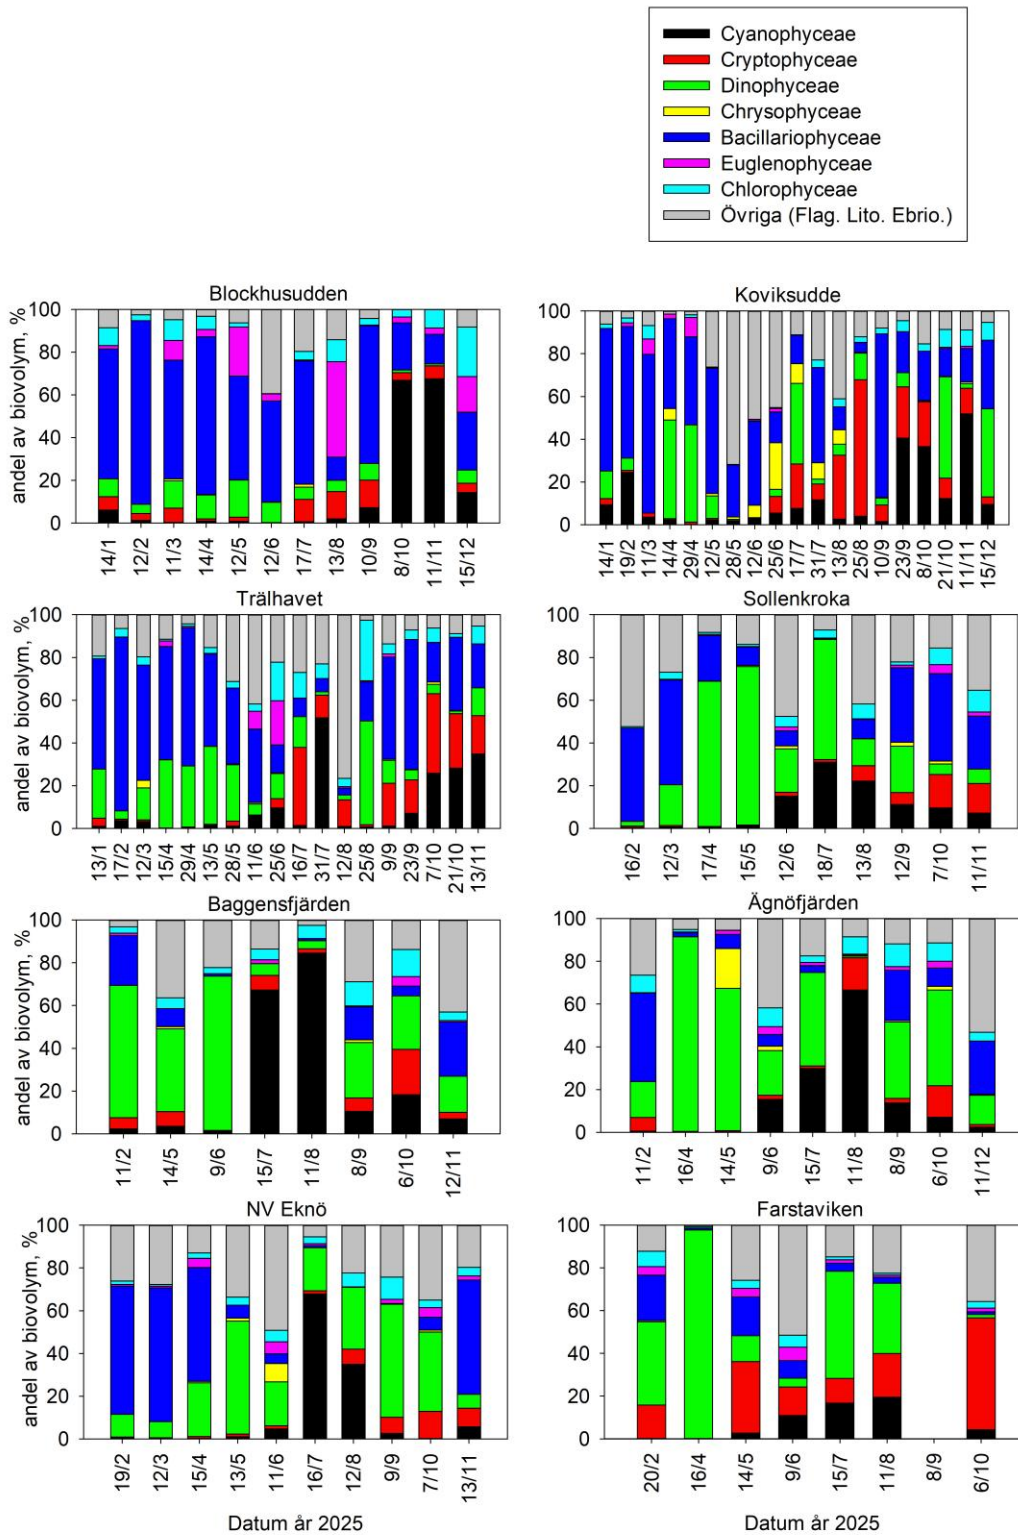 Cyanophyceae
Cryptophyceae
Dinophyceae
Chrysophyceae
Bacillariophyceae
Euglenophyceae
Chlorophyceae
Övriga (Flag. Lito. Ebrio.)
Blockhusudden
andel av biovolym, %
100
80
60
40
20
0
14/1 12/2 11/3 14/4 12/5 12/6 17/7 13/8 10/9 8/10 11/11 15/12
Koviksudde
100
80
60
40
20
0
14/1 19/2 11/3 14/4 29/4 12/5 28/5 12/6 25/6 17/7 31/7 13/8 25/8 10/9 23/9 8/10 21/10 11/11 15/12
Trälhavet
andel av biovolym, %
100
80
60
40
20
0
13/1 17/2 12/3 15/4 29/4 13/5 28/5 11/6 25/6 16/7 31/7 12/8 25/8 9/9 23/9 7/10 21/10 13/11
Sollenkroka
100
80
60
40
20
0
16/2 12/3 17/4 15/5 12/6 18/7 13/8 12/9 7/10 11/11
Baggensfjärden
andel av biovolym, %
100
80
60
40
20
0
11/2 14/5 9/6 15/7 11/8 8/9 6/10 12/11
Ägnöfjärden
100
80
60
40
20
0
11/2 16/4 14/5 9/6 15/7 11/8 8/9 6/10 11/12
NV Eknö
andel av biovolym, %
100
80
60
40
20
0
19/2 12/3 15/4 13/5 11/6 16/7 12/8 9/9 7/10 13/11
Datum år 2025
Farstaviken
100
80
60
40
20
0
20/2 16/4 14/5 9/6 15/7 11/8 8/9 6/10
Datum år 2025